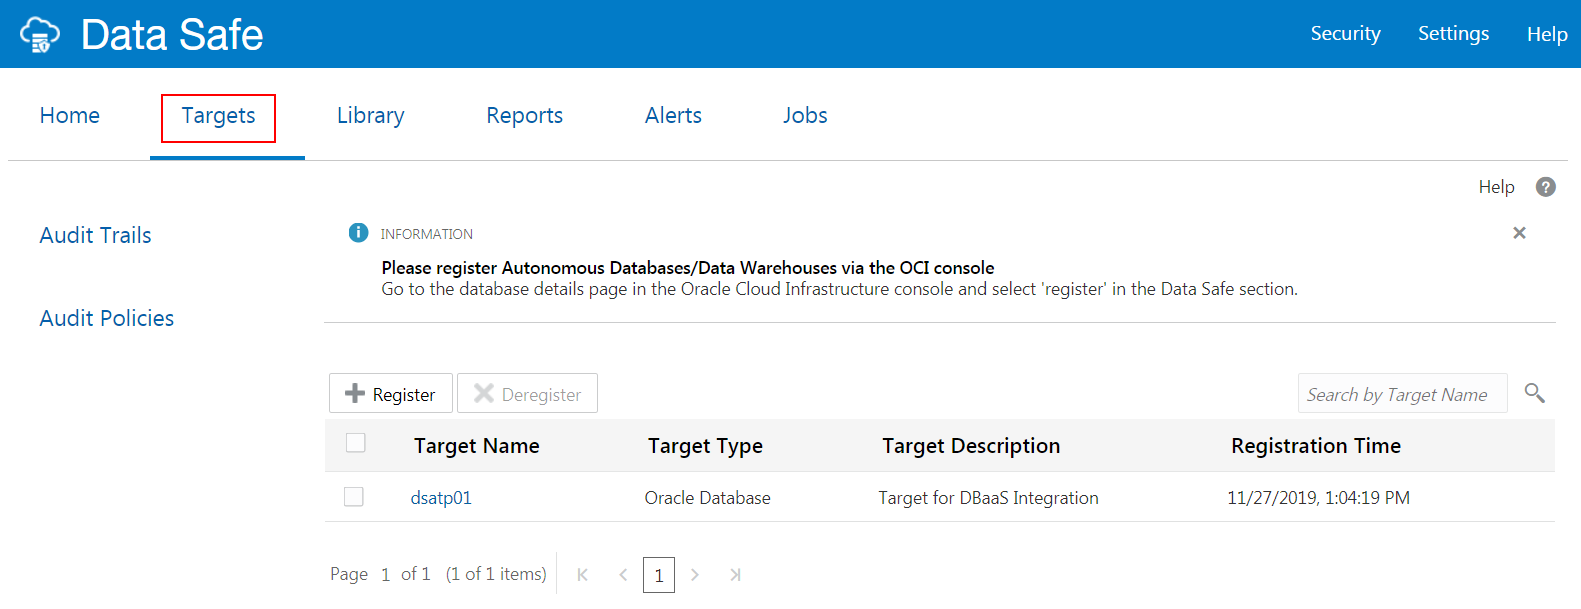 Data Safe
Security Settings Help
Home Targets Library Reports Alerts Jobs
Help ?
Audit Trails
Audit Policies
i INFORMATION ×
Please register Autonomous Databases/Data Warehouses via the OCI console
Go to the database details page in the Oracle Cloud Infrastructure console and select 'register' in the Data Safe section.
Register Deregister Search by Target Name
Target Name Target Type Target Description Registration Time
dsatp01 Oracle Database Target for DBaaS Integration 11/27/2019, 1:04:19 PM
Page 1 of 1 (1 of 1 items) 1